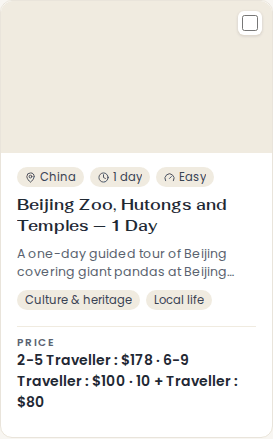 China 1 day Easy
Beijing Zoo, Hutongs and
Temples — 1 Day
A one-day guided tour of Beijing
covering giant pandas at Beijing…
Culture & heritage Local life
PRICE
2-5 Traveller : $178 · 6-9
Traveller : $100 · 10 + Traveller :
$80